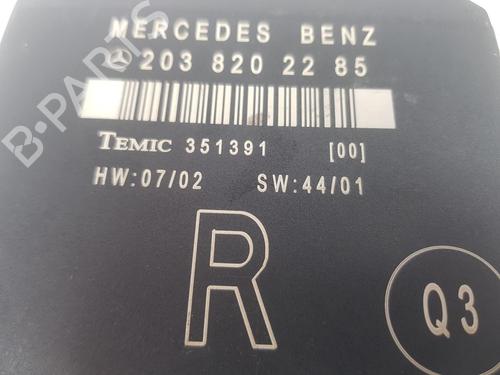 MERCEDES BENZ
203 820 22 85
TEMIC 351391 [00]
HW:07/02 SW:44/01
R
Q3
B-PARTS